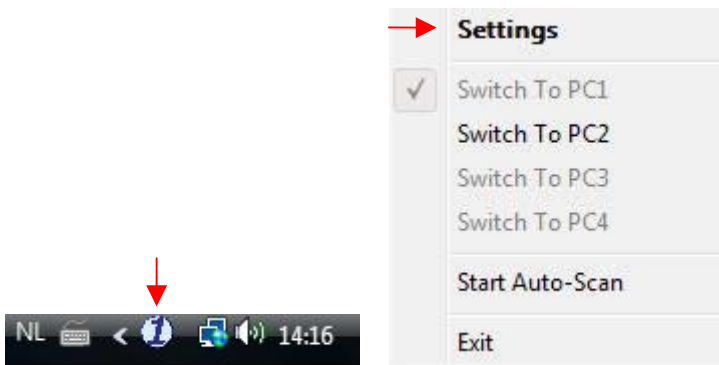 Settings
Switch To PC1
Switch To PC2
Switch To PC3
Switch To PC4
Start Auto-Scan
Exit
NL < 1 14:16